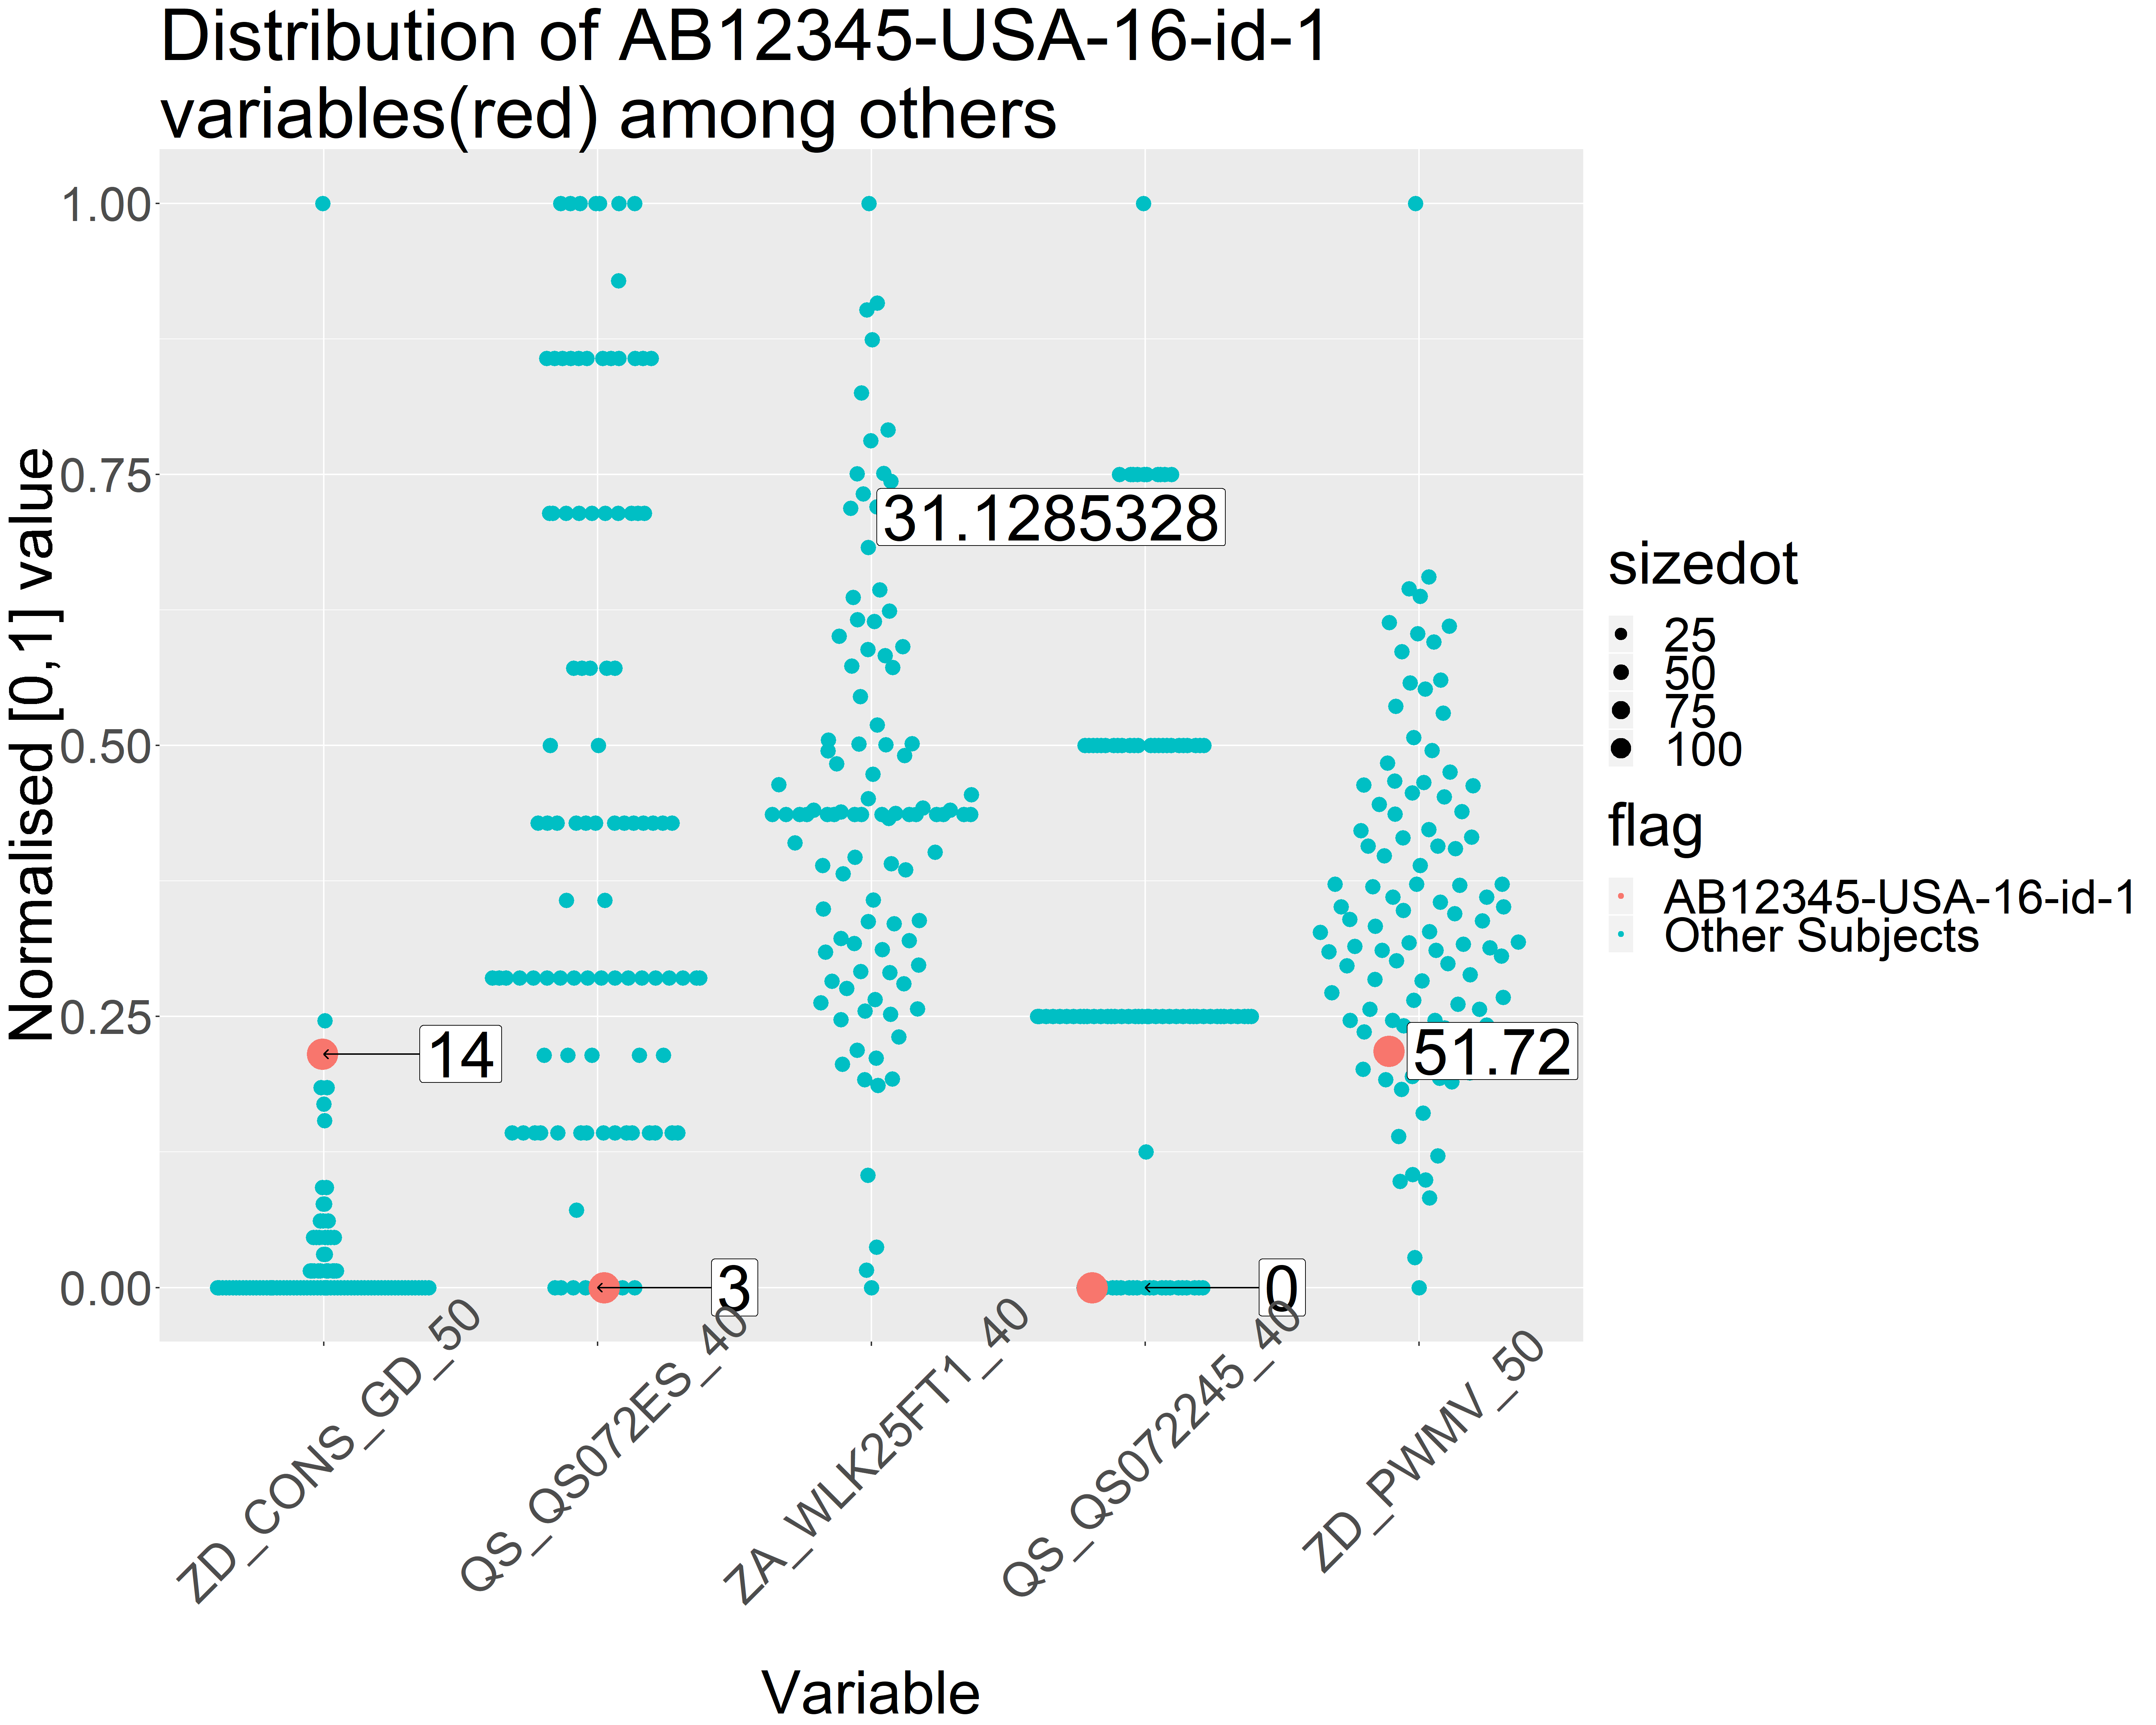 Distribution of AB12345-USA-16-id-1
variables(red) among others
Normalised [0,1] value
1.00
0.75
0.50
0.25
0.00
31.1285328
14
51.72
3
0
ZD_CONS_GD_50
QS_QS072ES_40
ZA_WLK25FT1_40
QS_QS072245_40
ZD_PWMV_50
Variable
sizedot
25
50
75
100
flag
AB12345-USA-16-id-1
Other Subjects